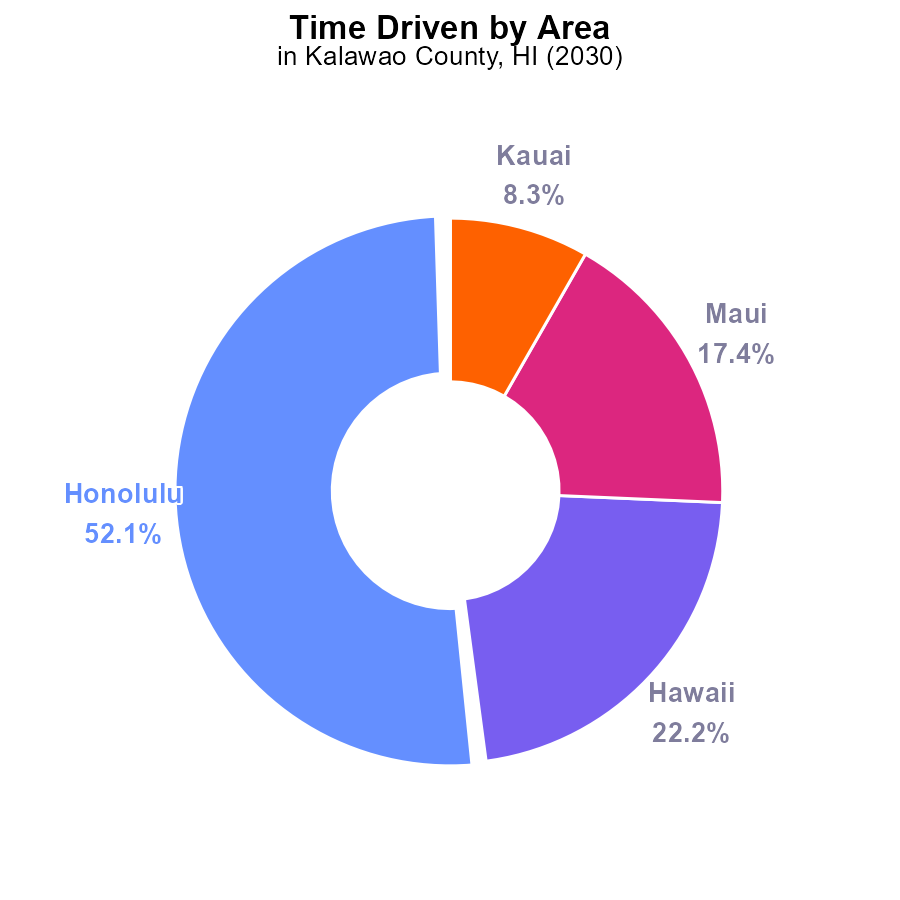 Time Driven by Area
in Kalawao County, HI (2030)
Kauai
8.3%
Maui
17.4%
Honolulu
52.1%
Hawaii
22.2%